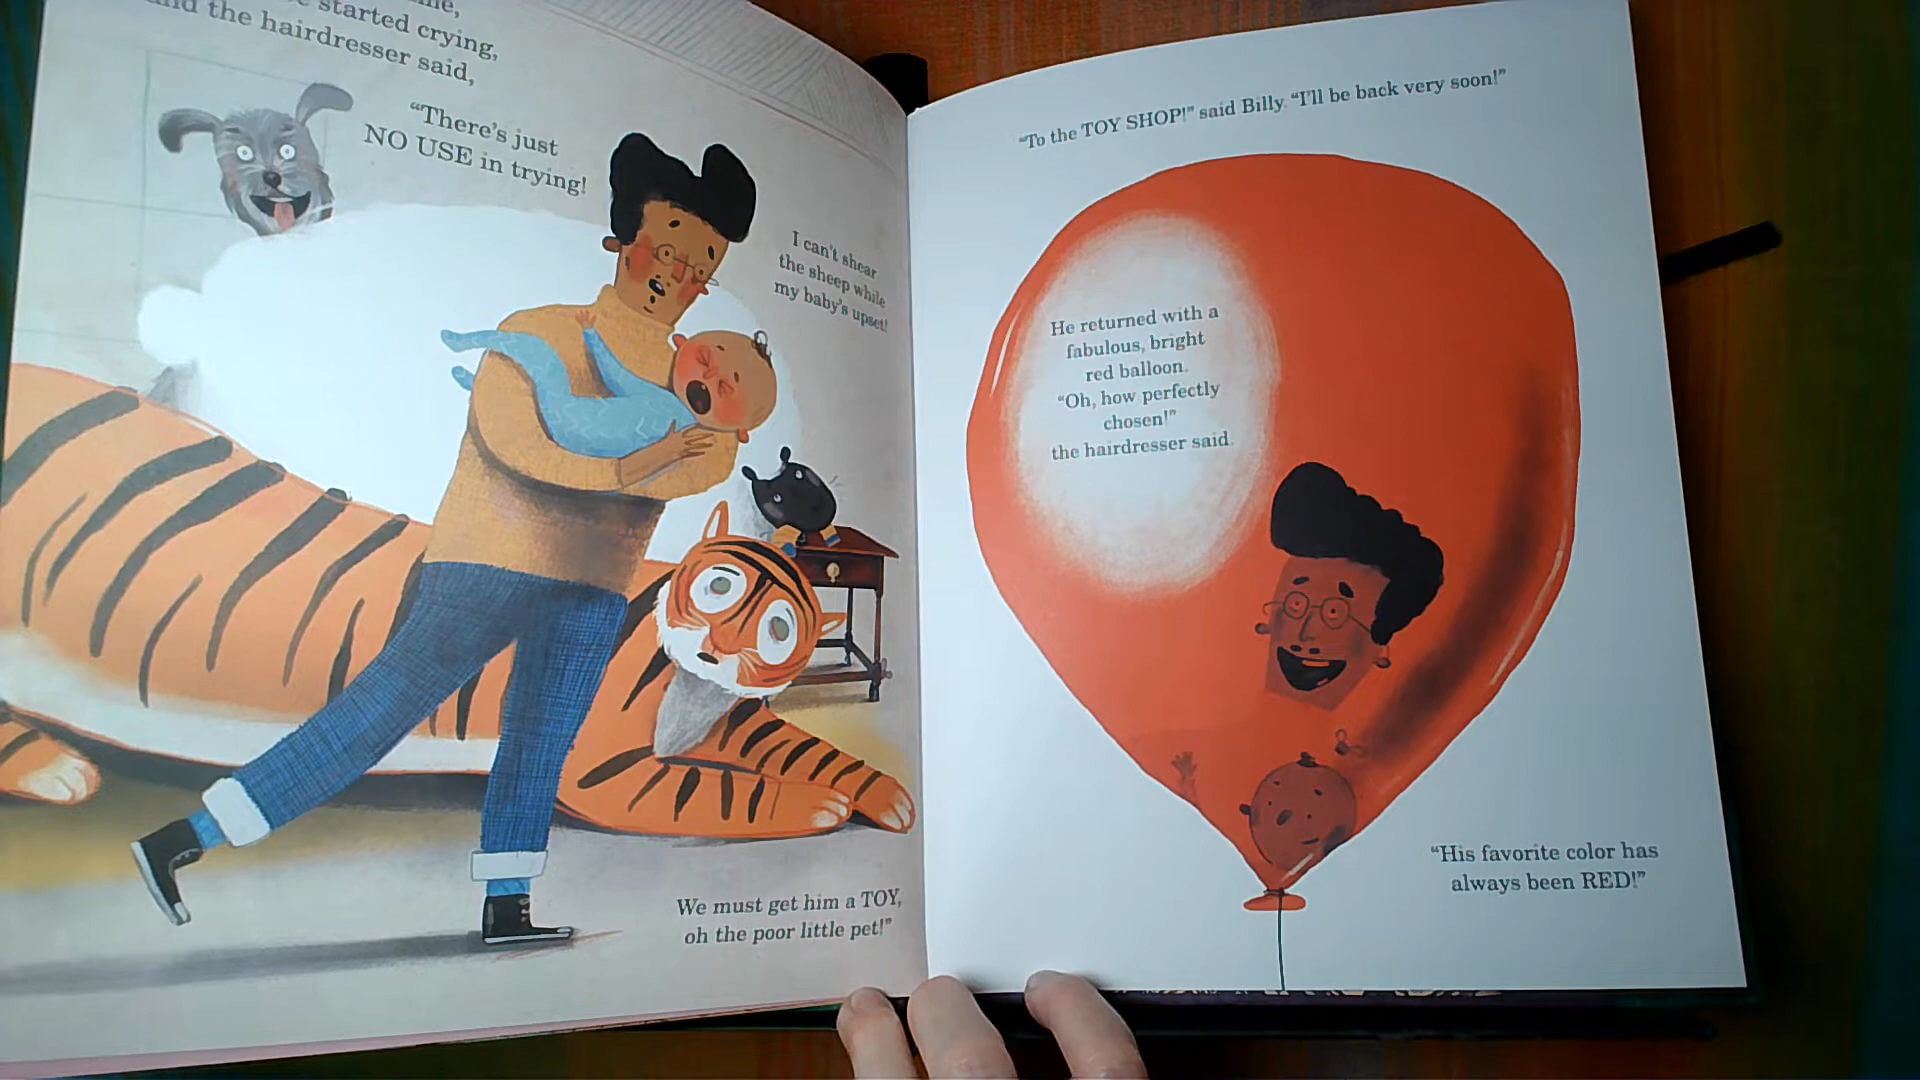 started crying,
the hairdresser said,
“There’s just
NO USE in trying!
I can’t shear
the sheep while
my baby’s upset!
We must get him a TOY,
oh the poor little pet!”
“To the TOY SHOP!” said Billy. “I’ll be back very soon!”
He returned with a
fabulous, bright
red balloon.
“Oh, how perfectly
chosen!”
the hairdresser said.
“His favorite color has
always been RED!”